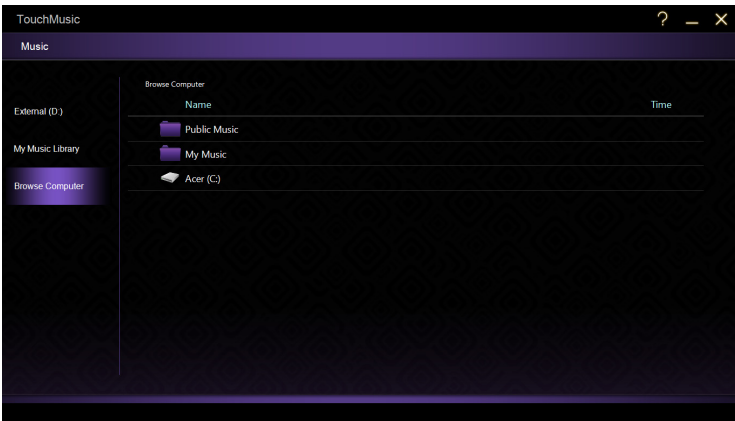 TouchMusic ?
Music
Browse Computer
Name Time
External (D:)
Public Music
My Music Library
My Music
Browse Computer
Acer (C:)